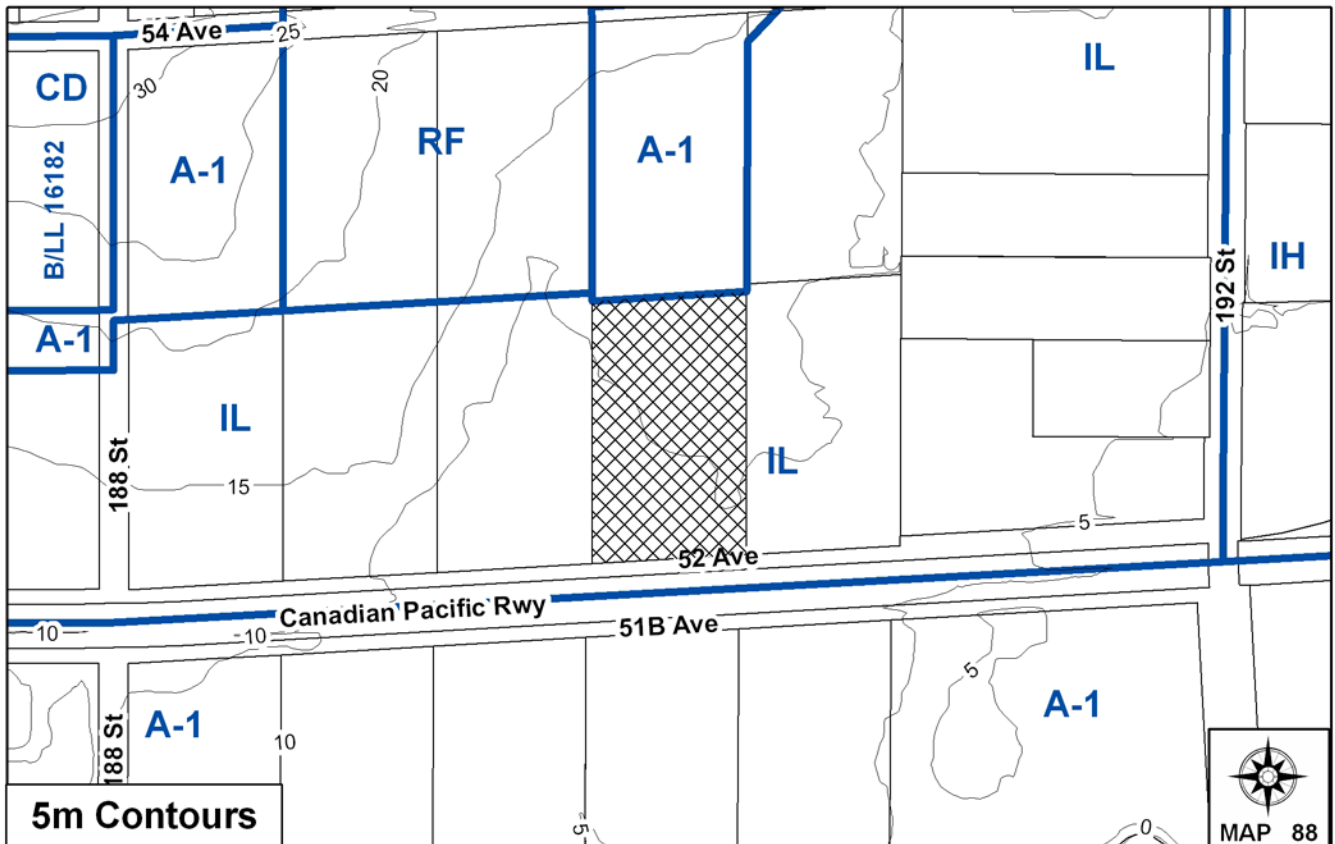 54 Ave
25
CD
30
20
IL
B/LL 16182
A-1
RF
A-1
192 St
IH
A-1
IL
IL
188 St
15
5
52 Ave
Canadian Pacific Rwy
51B Ave
10
10
5
188 St
A-1
10
A-1
5m Contours
5
0
MAP 88